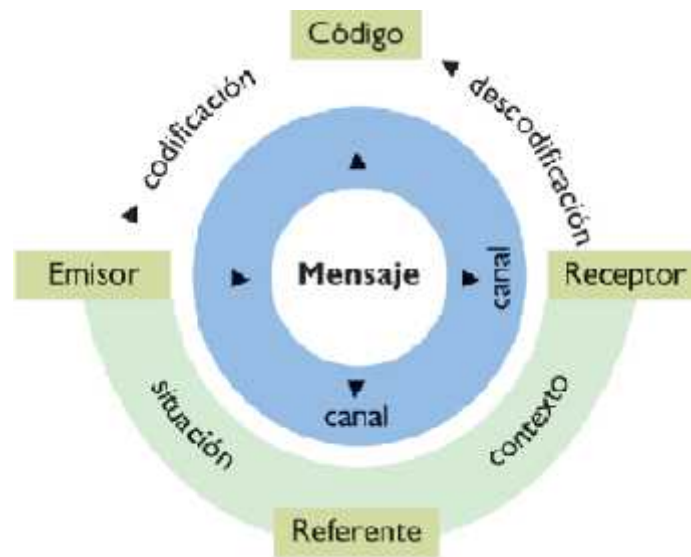 Código
codificación
descodificación
Emisor
Mensaje
canal
Receptor
canal
situación
contexto
Referente